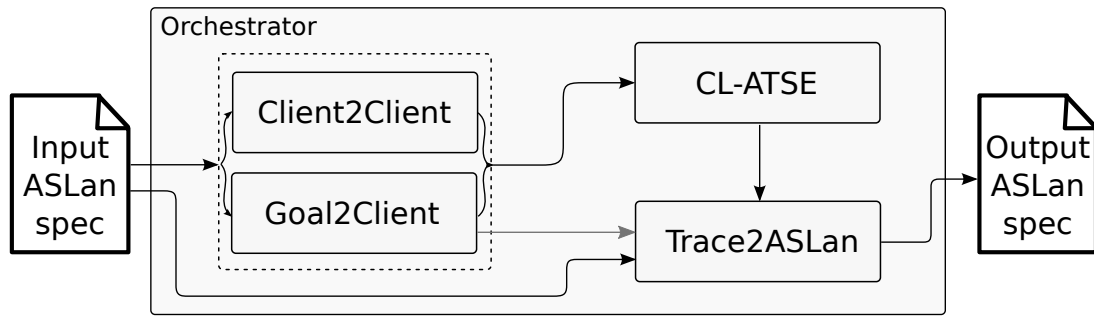 Orchestrator
Input
ASLan
spec
Client2Client
Goal2Client
CL-ATSE
Trace2ASLan
Output
ASLan
spec